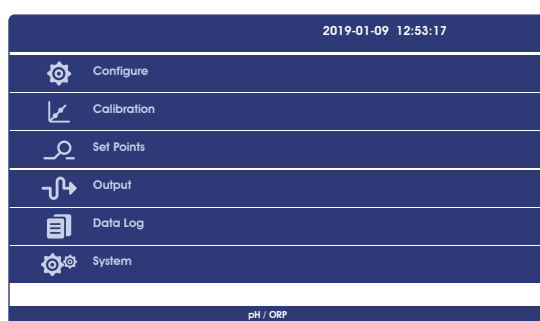 2019-01-09 12:53:17
Configure
Calibration
Set Points
Output
Data Log
System
pH / ORP